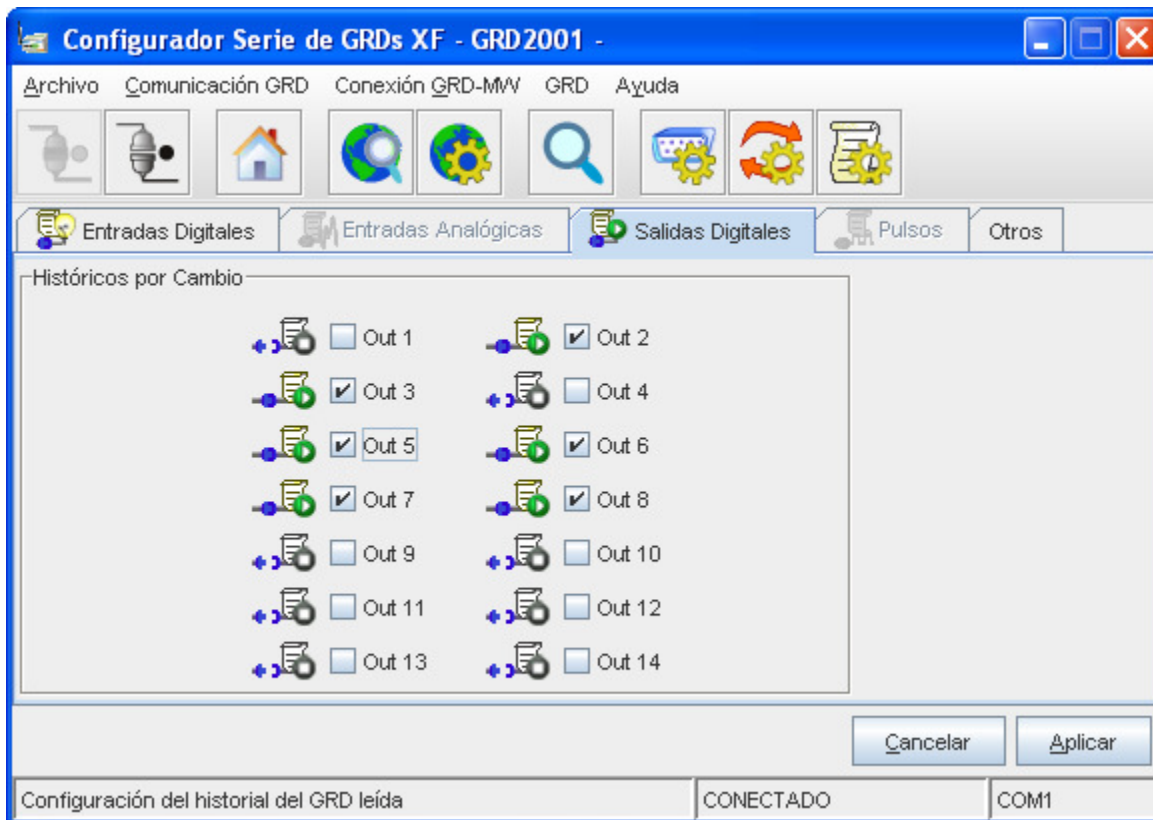 Configurador Serie de GRDs XF - GRD2001 -
Archivo Comunicación GRD Conexión GRD-MW GRD Ayuda
Entradas Digitales Entradas Analógicas Salidas Digitales Pulsos Otros
Históricos por Cambio
Out 1 Out 2
Out 3 Out 4
Out 5 Out 6
Out 7 Out 8
Out 9 Out 10
Out 11 Out 12
Out 13 Out 14
Cancelar Aplicar
Configuración del historial del GRD leída CONECTADO COM1